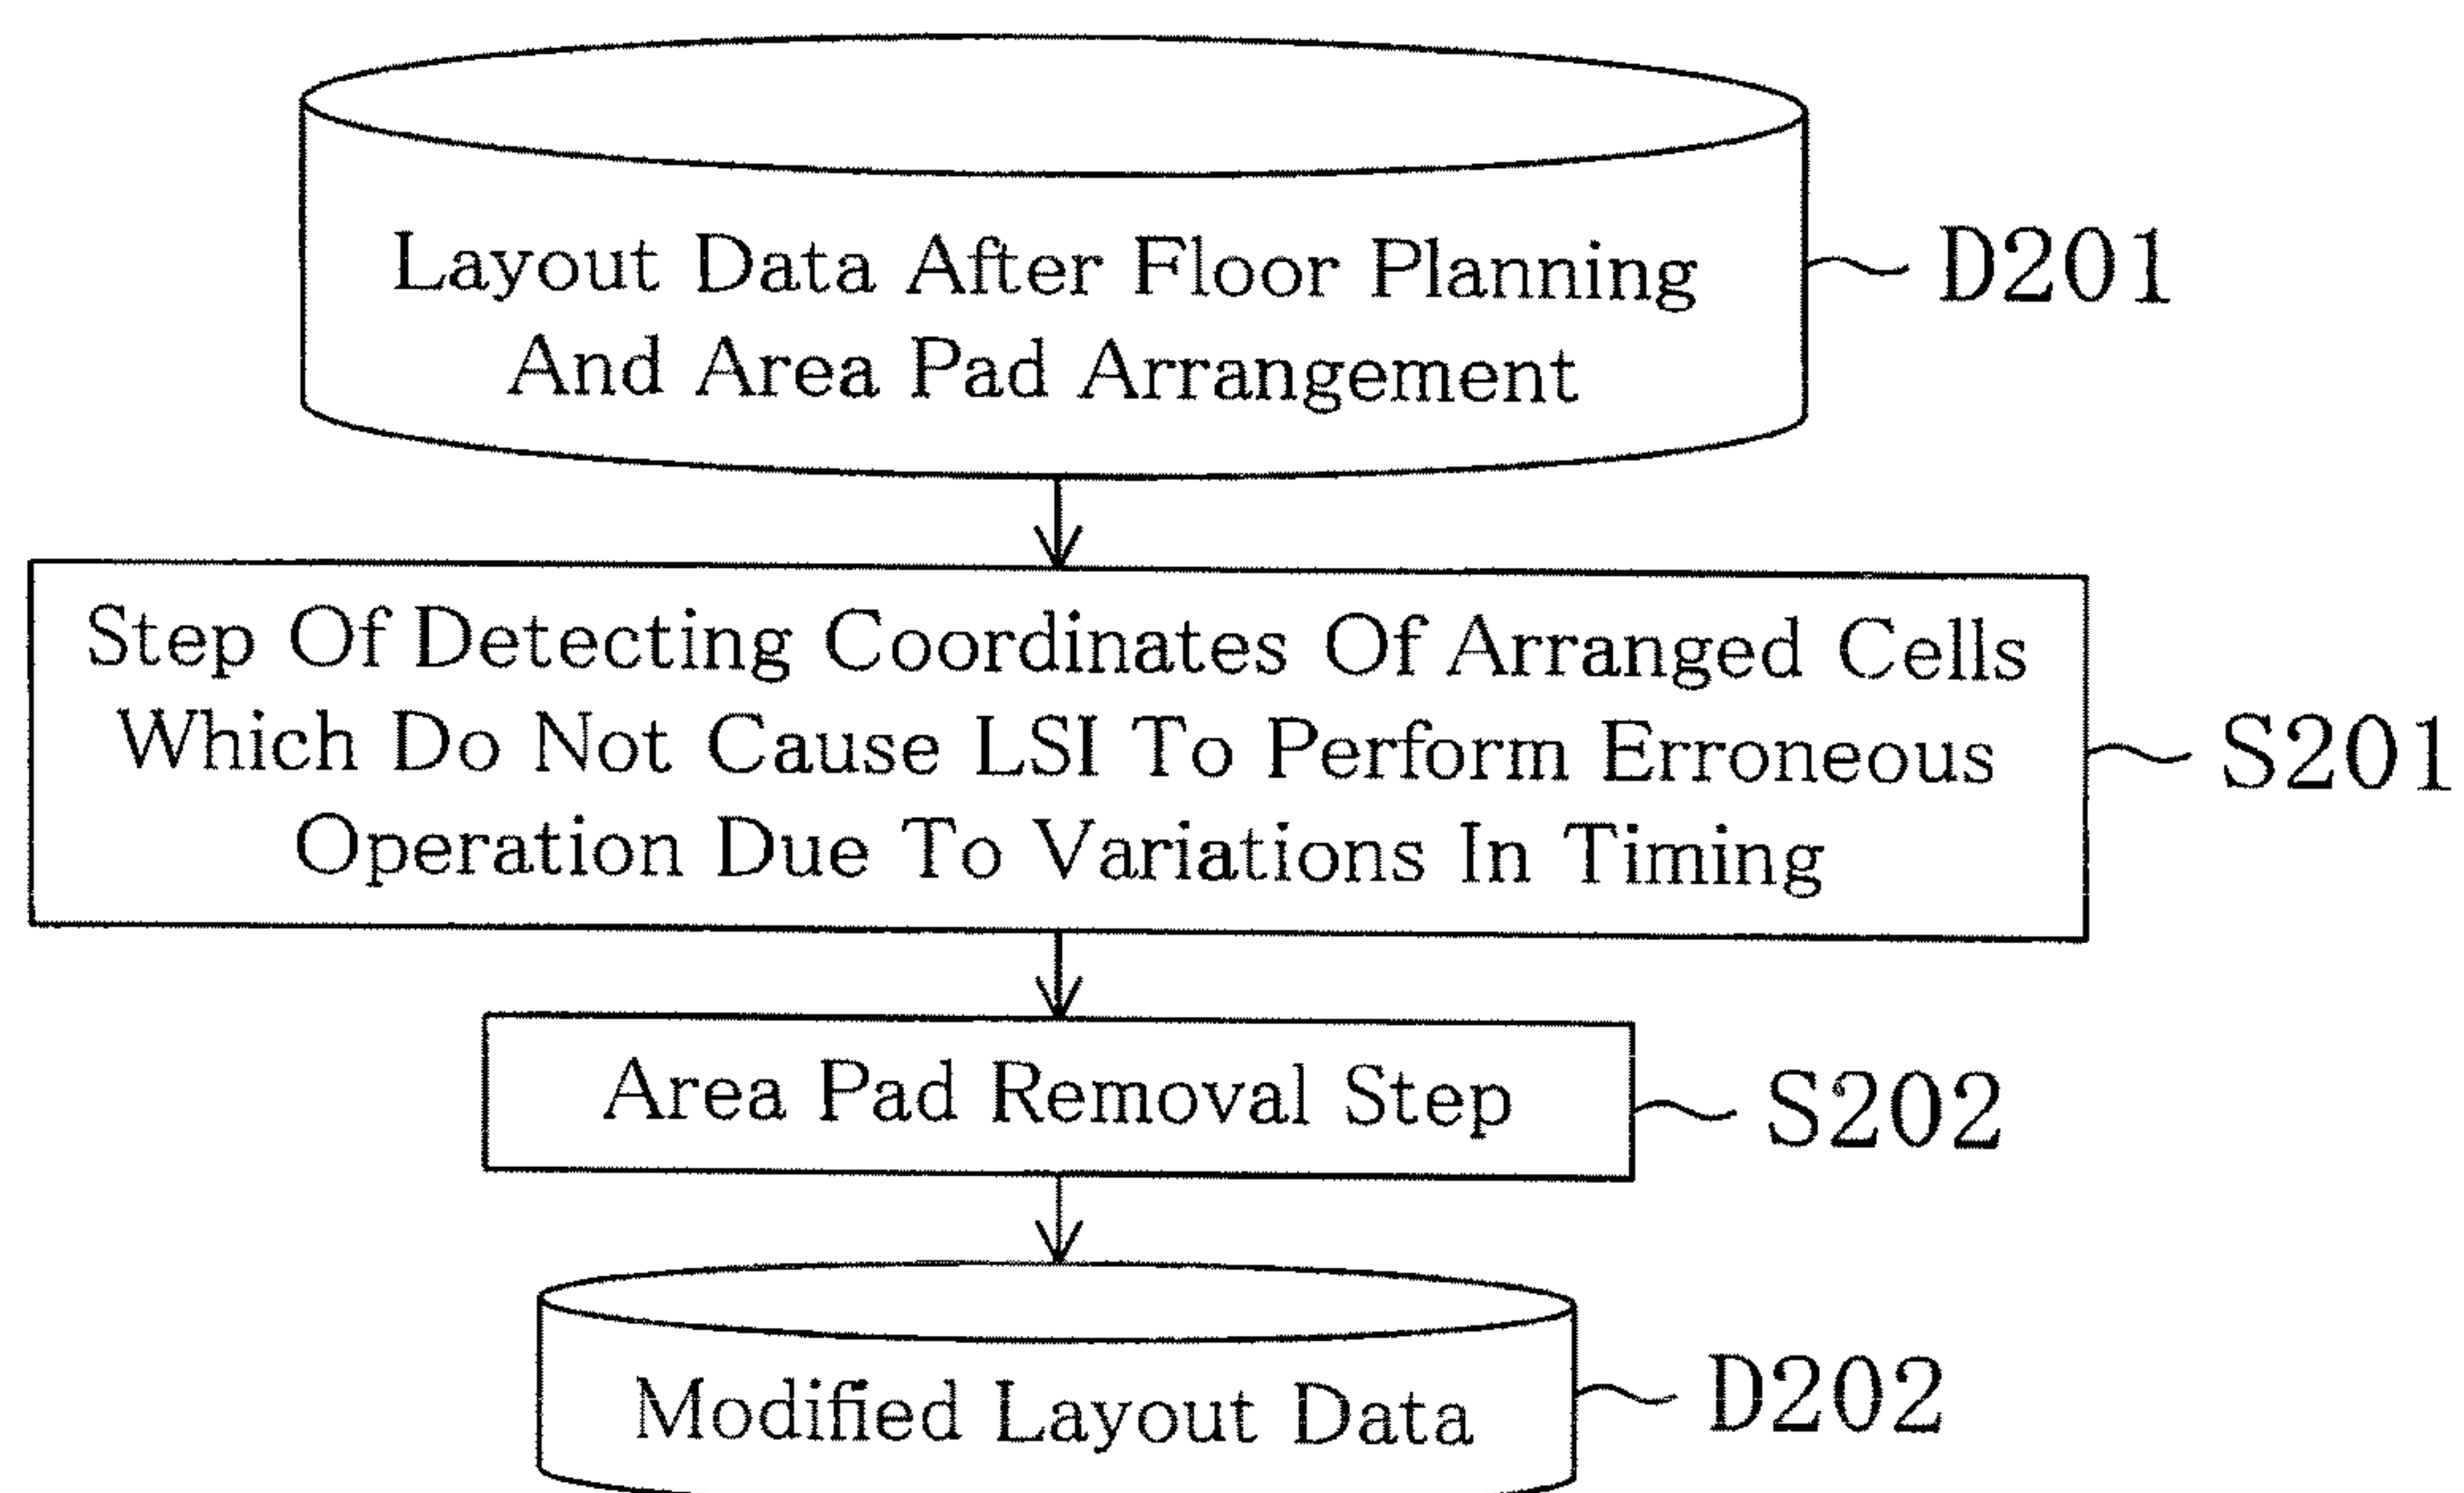 Layout Data After Floor Planning
And Area Pad Arrangement
D201
Step Of Detecting Coordinates Of Arranged Cells
Which Do Not Cause LSI To Perform Erroneous
Operation Due To Variations In Timing
S201
Area Pad Removal Step
S202
Modified Layout Data
D202